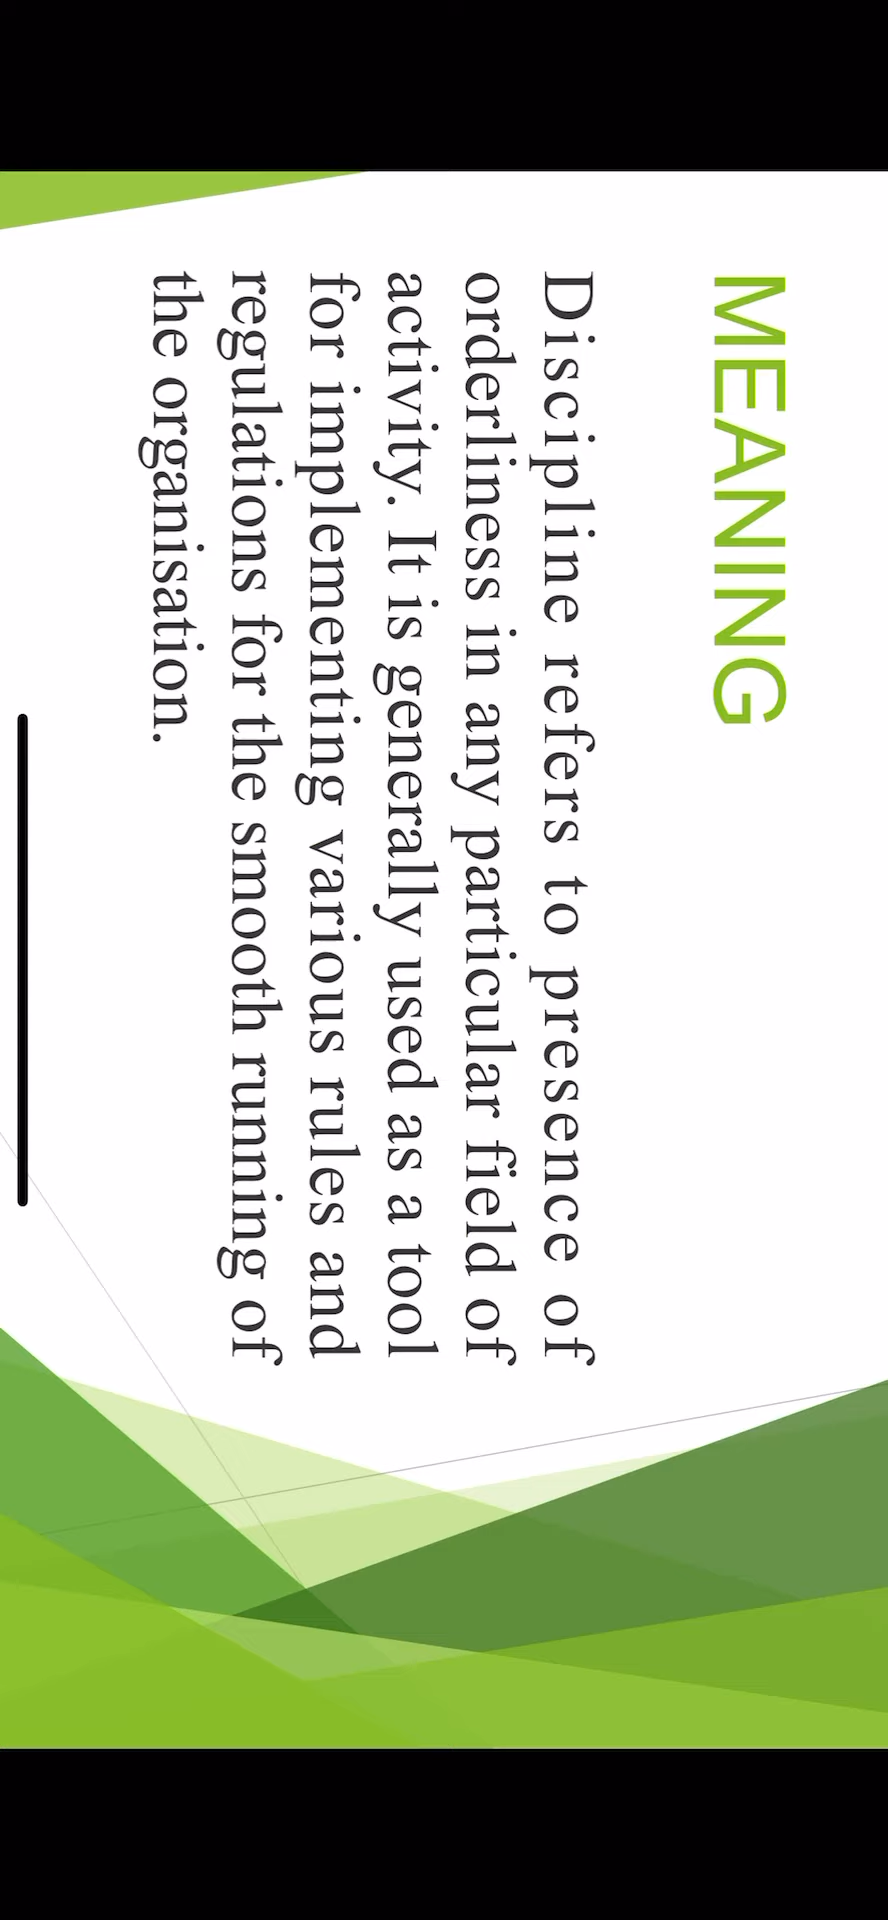 MEANING
Discipline refers to presence of
orderliness in any particular field of
activity. It is generally used as a tool
for implementing various rules and
regulations for the smooth running of
the organisation.